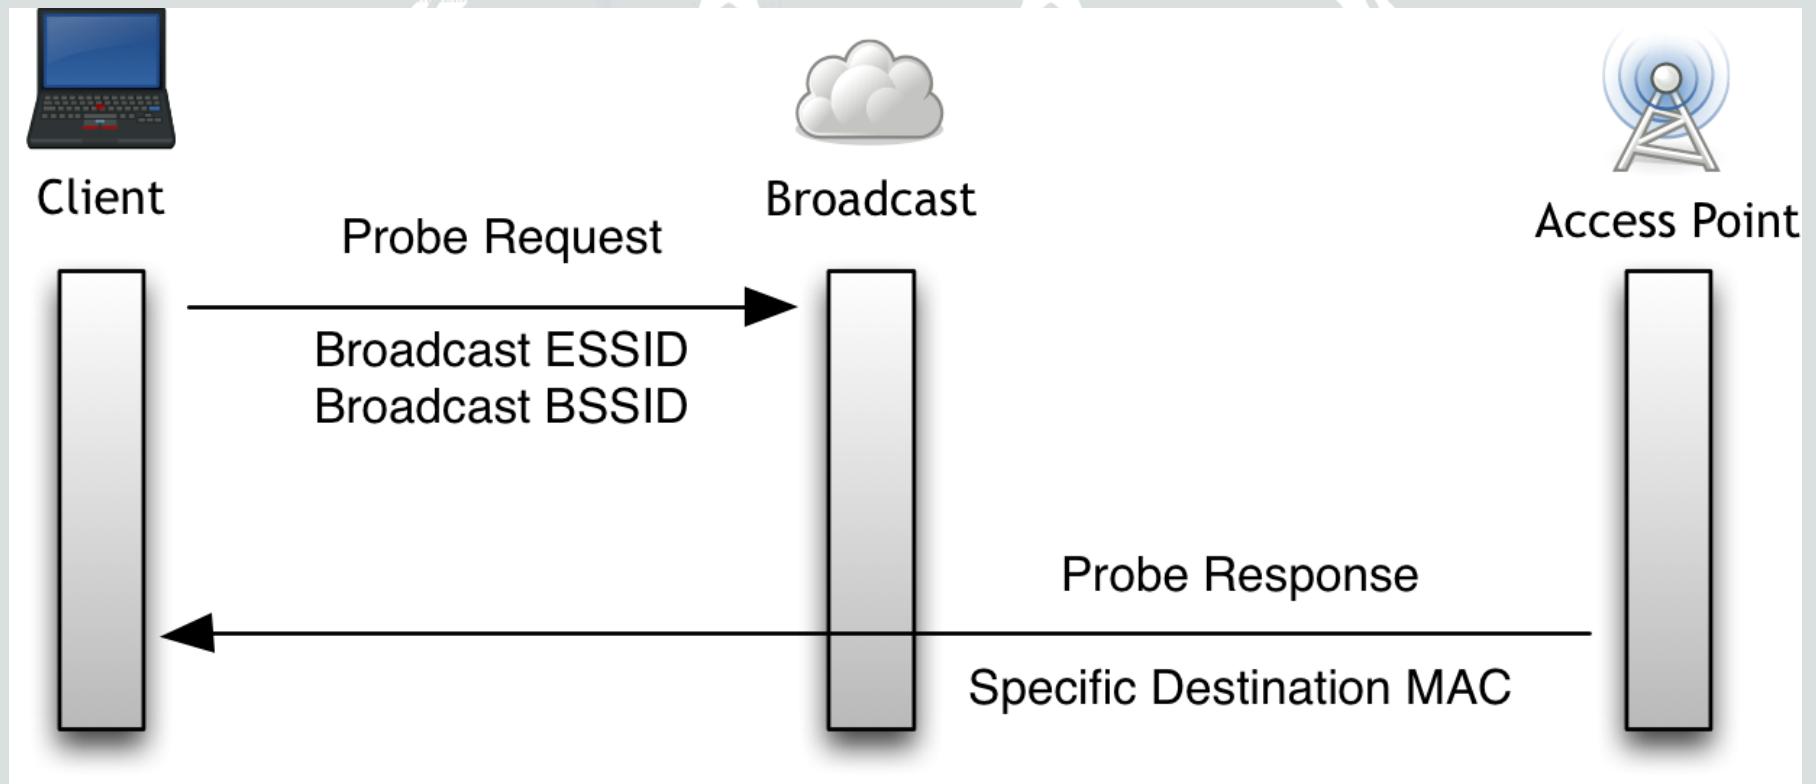 Client
Broadcast
Access Point
Probe Request
Broadcast ESSID
Broadcast BSSID
Probe Response
Specific Destination MAC